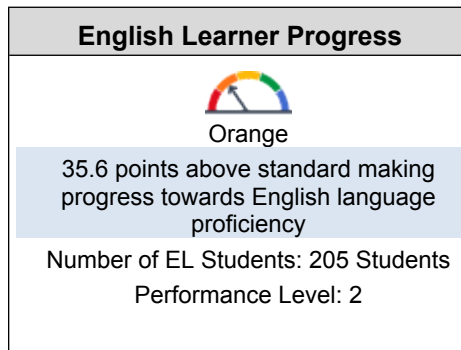 English Learner Progress
Orange
35.6 points above standard making
progress towards English language
proficiency
Number of EL Students: 205 Students
Performance Level: 2